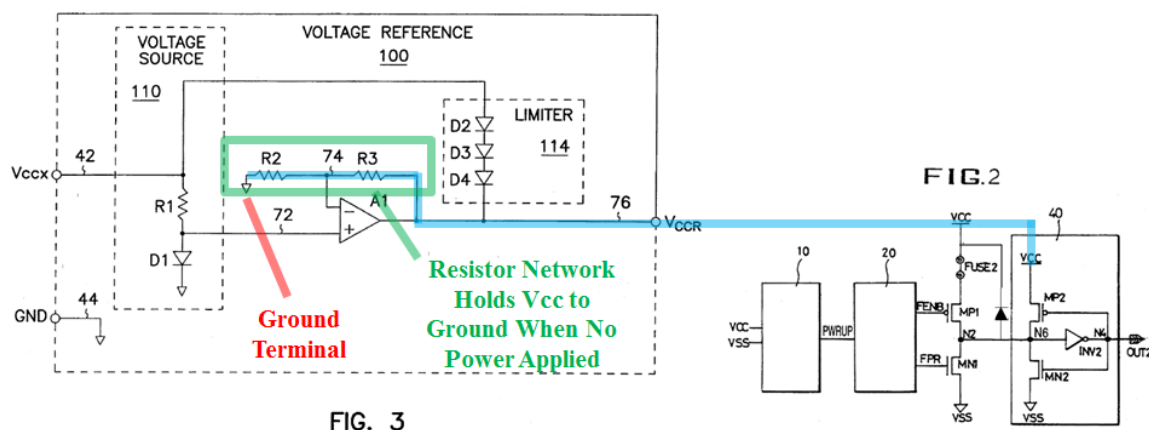 VOLTAGE
SOURCE
110
VOLTAGE REFERENCE
100
LIMITER
114
D2
D3
D4
VCCX
42
R1
D1
72
R2
74
R3
A1
76
VCCR
GND
44
Ground
Terminal
Resistor Network
Holds Vcc to
Ground When No
Power Applied
FIG. 3
FIG.2
10
VCC
VSS
PWRUP
20
FENB
FPR
VCC
FUSE2
MP1
N2
MN1
VSS
40
VCC
MP2
N6
INV2
N4
OUT2
MN2
VSS